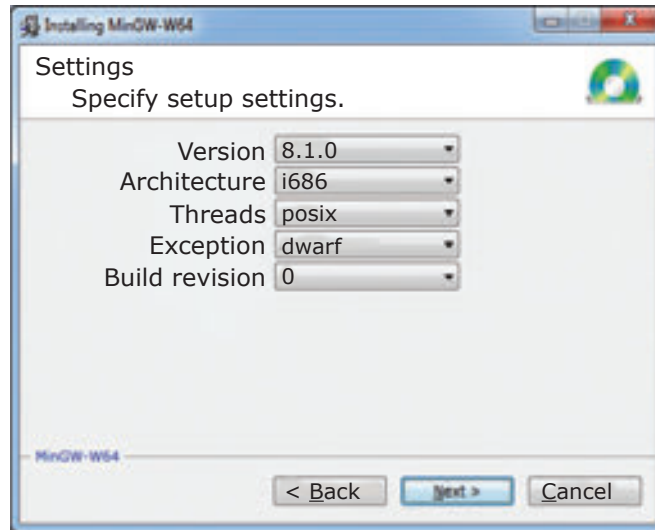 Installing MinGW-W64
Settings
Specify setup settings.
Version 8.1.0
Architecture i686
Threads posix
Exception dwarf
Build revision 0
MinGW-W64
< Back Next > Cancel